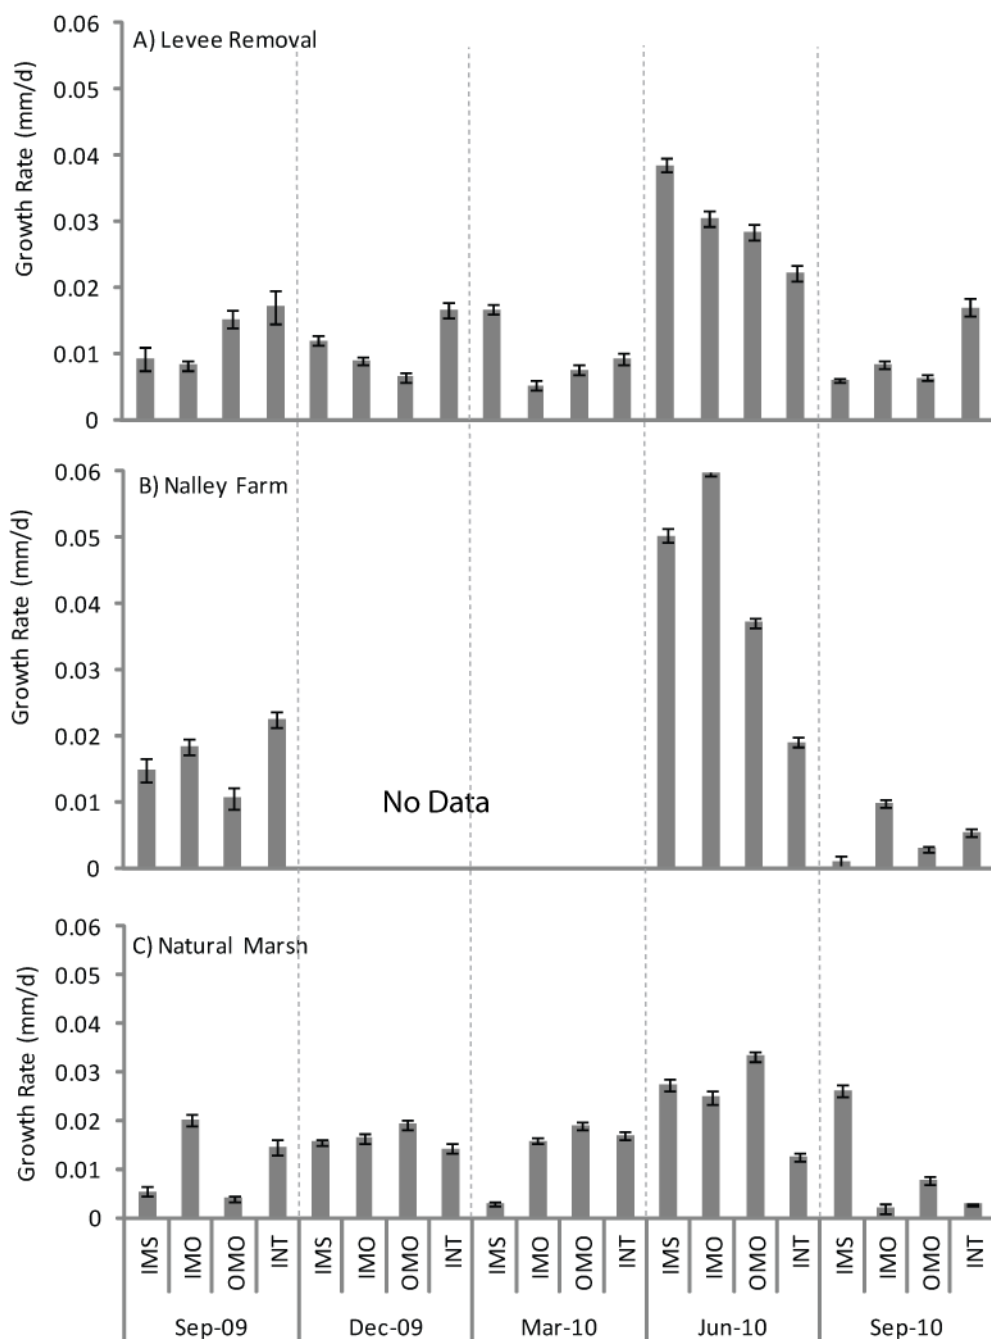 A) Levee Removal
Growth Rate (mm/d)
0.06
0.05
0.04
0.03
0.02
0.01
0
B) Nalley Farm
Growth Rate (mm/d)
0.06
0.05
0.04
0.03
0.02
0.01
0
No Data
C) Natural Marsh
Growth Rate (mm/d)
0.06
0.05
0.04
0.03
0.02
0.01
0
IMS IMO OMO INT IMS IMO OMO INT IMS IMO OMO INT IMS IMO OMO INT IMS IMO OMO INT
Sep-09 Dec-09 Mar-10 Jun-10 Sep-10